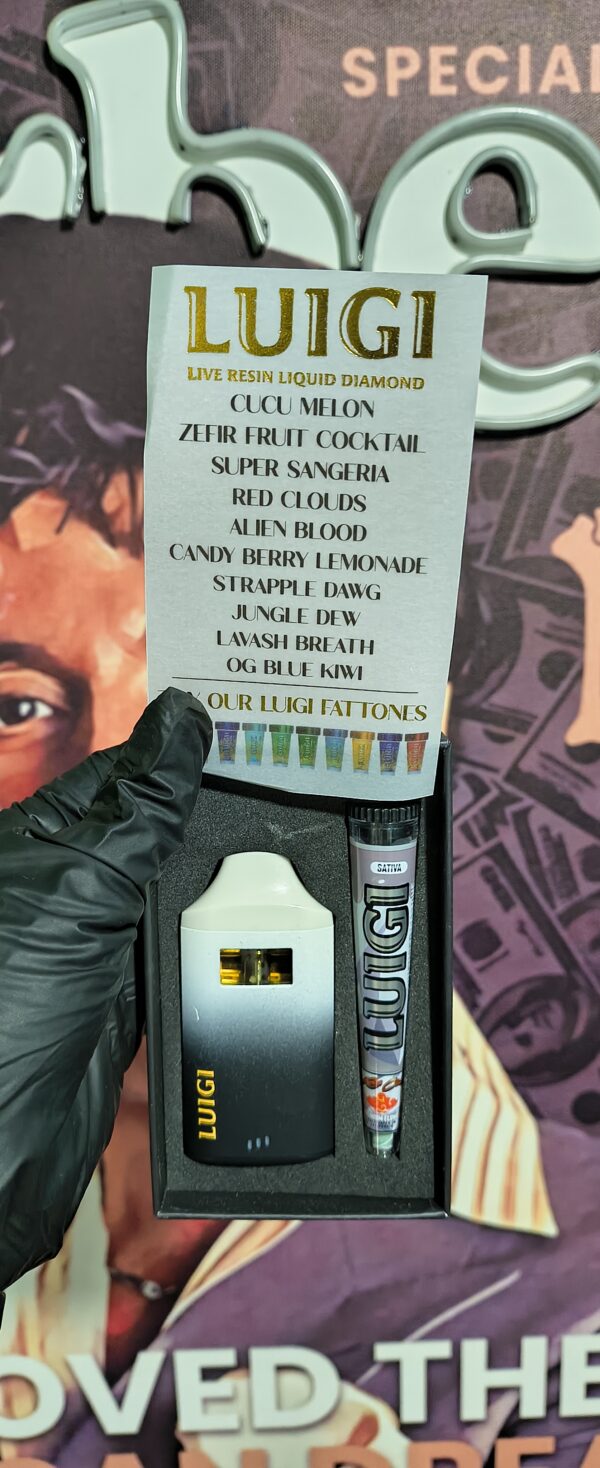 SPECIAL
he
LUIGI
LIVE RESIN LIQUID DIAMOND
CUCU MELON
ZEFIR FRUIT COCKTAIL
SUPER SANGERIA
RED CLOUDS
ALIEN BLOOD
CANDY BERRY LEMONADE
STRAPPLE DAWG
JUNGLE DEW
LAVASH BREATH
OG BLUE KIWI
OUR LUIGI FATTONES
SATIVA
LUIGI
LUIGI
OVED THE